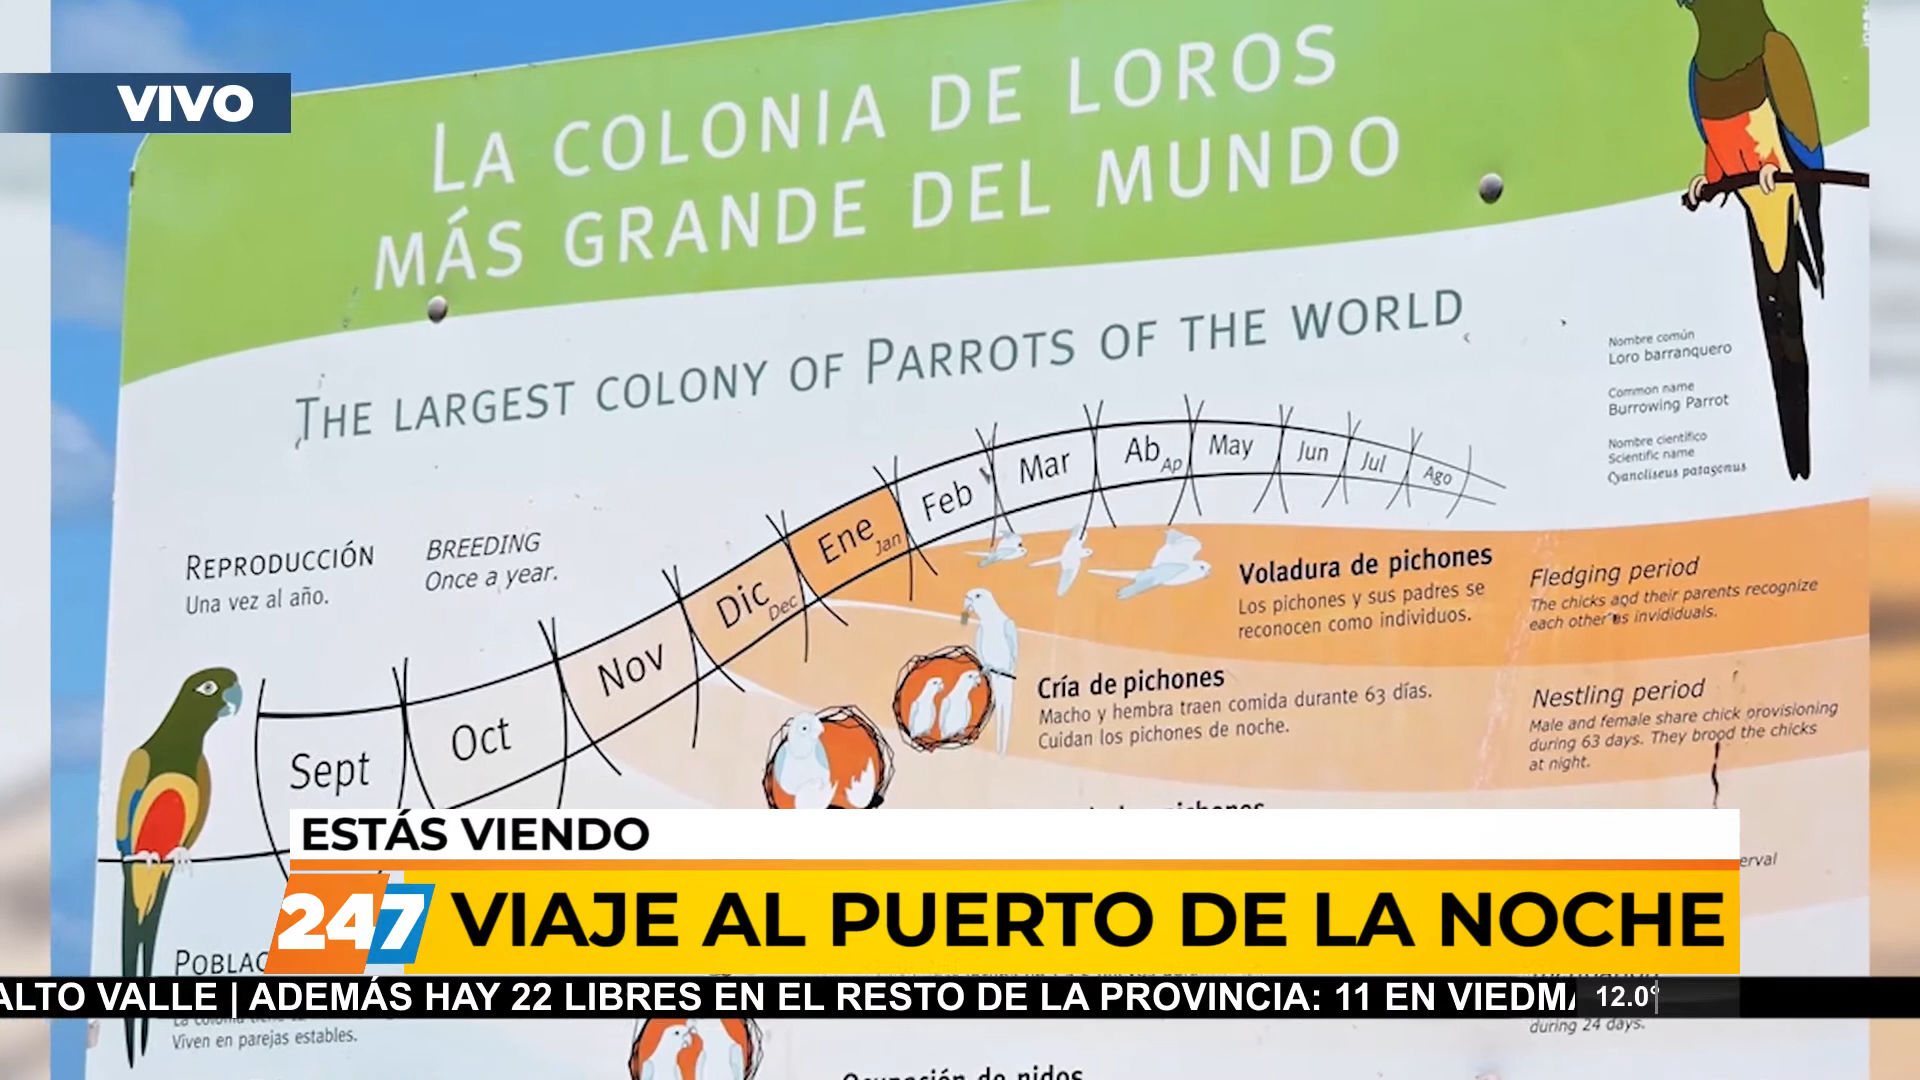 VIVO
LA COLONIA DE LOROS
MÁS GRANDE DEL MUNDO
THE LARGEST COLONY OF PARROTS OF THE WORLD
Nombre común
Loro barranquero
Common name
Burrowing Parrot
Nombre científico
Scientific name
Cyanoliseus patagonus
REPRODUCCIÓN
Una vez al año.
BREEDING
Once a year.
Sept
Oct
Nov
Dic Dec
Ene Jan
Feb
Mar
Ab Ap
May
Jun
Jul
Ago
Voladura de pichones
Los pichones y sus padres se
reconocen como individuos.
Fledging period
The chicks and their parents recognize
each other as invididuals.
Cría de pichones
Macho y hembra traen comida durante 63 días.
Cuidan los pichones de noche.
Nestling period
Male and female share chick provisioning
during 63 days. They brood the chicks
at night.
ESTÁS VIENDO
247 VIAJE AL PUERTO DE LA NOCHE
ALTO VALLE | ADEMÁS HAY 22 LIBRES EN EL RESTO DE LA PROVINCIA: 11 EN VIEDMA
12.0°
Viven en parejas estables.
during 24 days.
Ocupación de nidos